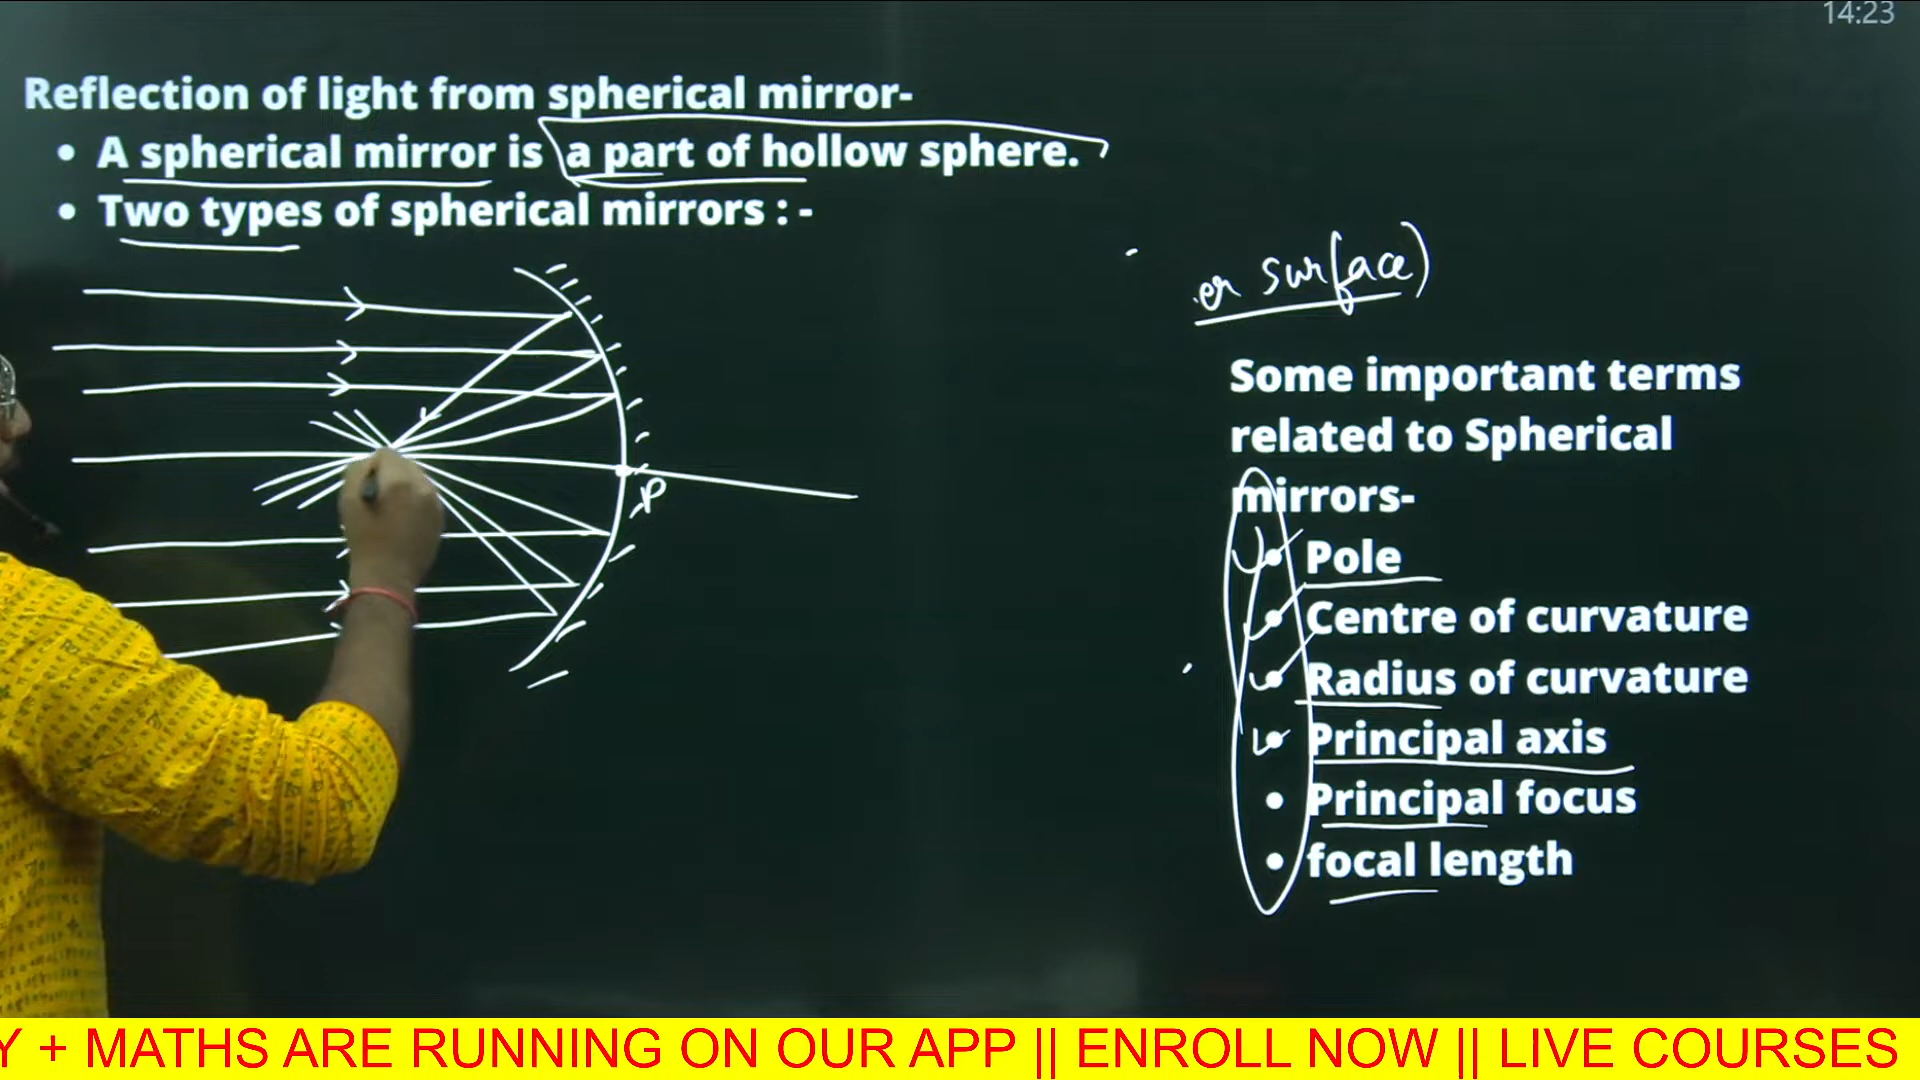 14:23
Reflection of light from spherical mirror-
• A spherical mirror is a part of hollow sphere.
• Two types of spherical mirrors : -
er surface)
P
Some important terms
related to Spherical
mirrors-
• Pole
• Centre of curvature
• Radius of curvature
• Principal axis
• Principal focus
• focal length
Y + MATHS ARE RUNNING ON OUR APP || ENROLL NOW || LIVE COURSES